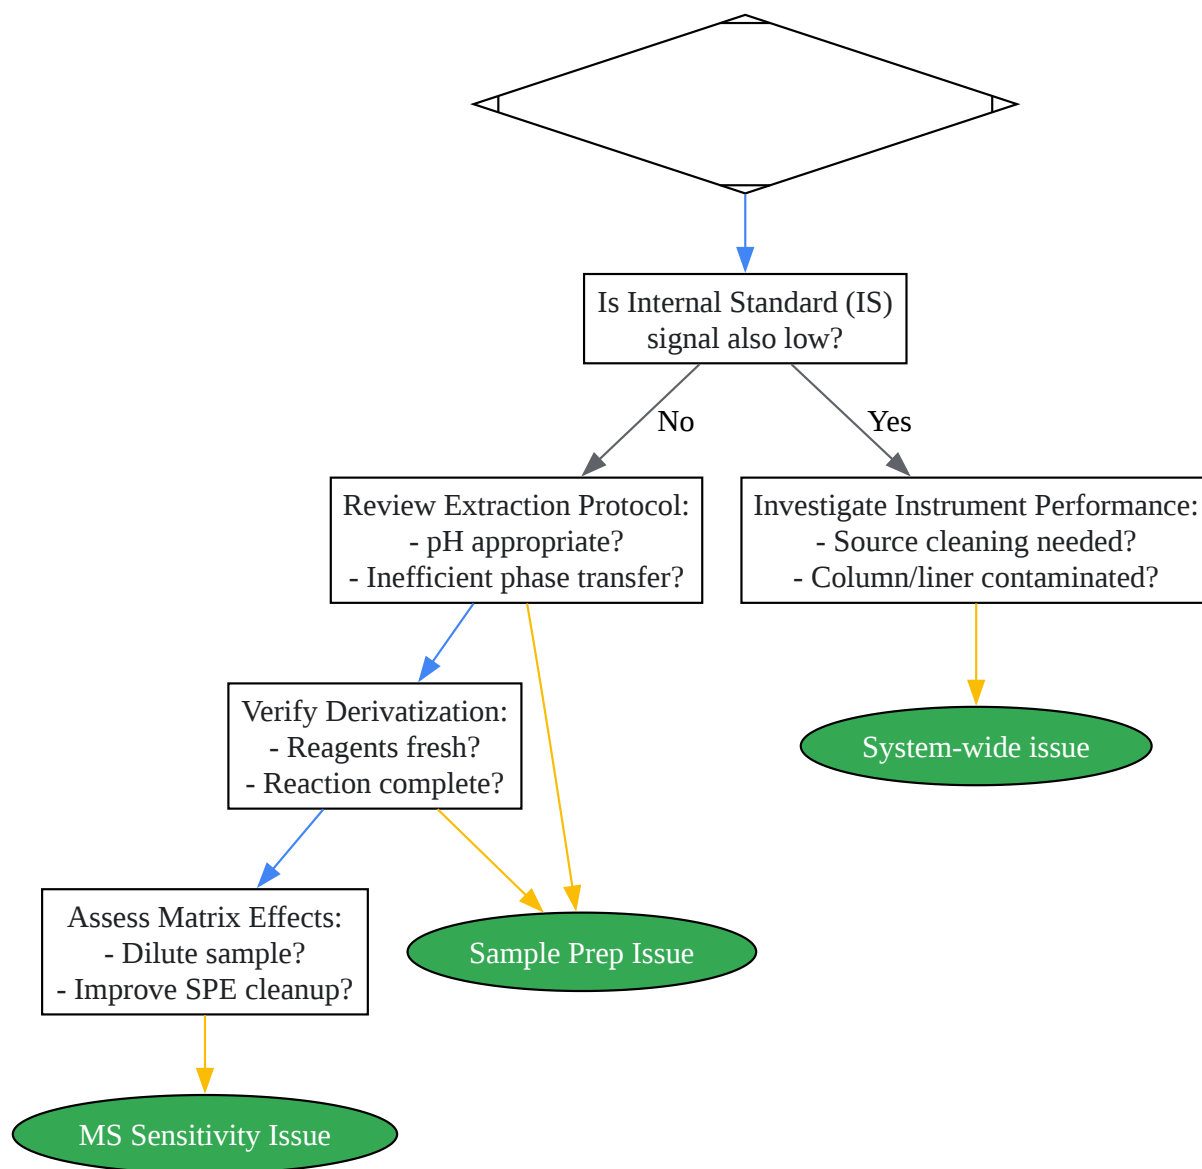 Is Internal Standard (IS)
signal also low?
No
Yes
Review Extraction Protocol:
- pH appropriate?
- Inefficient phase transfer?
Investigate Instrument Performance:
- Source cleaning needed?
- Column/liner contaminated?
Verify Derivatization:
- Reagents fresh?
- Reaction complete?
System-wide issue
Assess Matrix Effects:
- Dilute sample?
- Improve SPE cleanup?
Sample Prep Issue
MS Sensitivity Issue